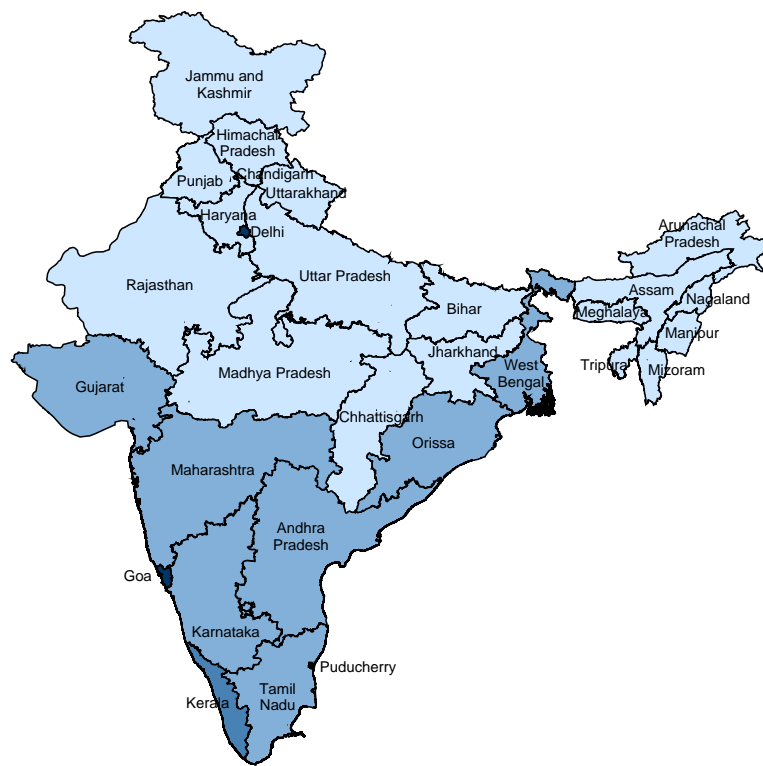 Jammu and
Kashmir
Himachal
Pradesh
Chandigarh
Punjab
Uttarakhand
Haryana
Delhi
Arunachal
Pradesh
Rajasthan
Uttar Pradesh
Assam
Nagaland
Bihar
Meghalaya
Manipur
Jharkhand
Tripura
Mizoram
West
Bengal
Gujarat
Madhya Pradesh
Chhattisgarh
Orissa
Maharashtra
Andhra
Pradesh
Goa
Karnataka
Puducherry
Kerala
Tamil
Nadu